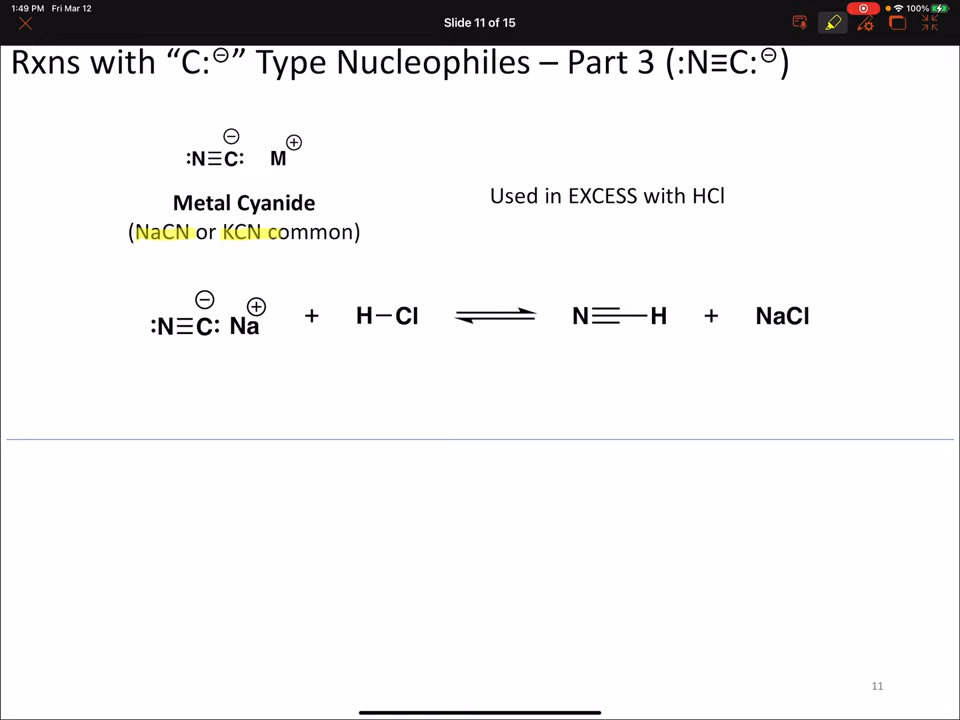 1:49 PM Fri Mar 12
Slide 11 of 15
100%
Rxns with “C:⊖” Type Nucleophiles – Part 3 (:N≡C:⊖)
:N≡C:⊖ M⊕
Metal Cyanide
(NaCN or KCN common)
Used in EXCESS with HCl
:N≡C:⊖ Na⊕ + H–Cl ⇌ N≡–H + NaCl
11